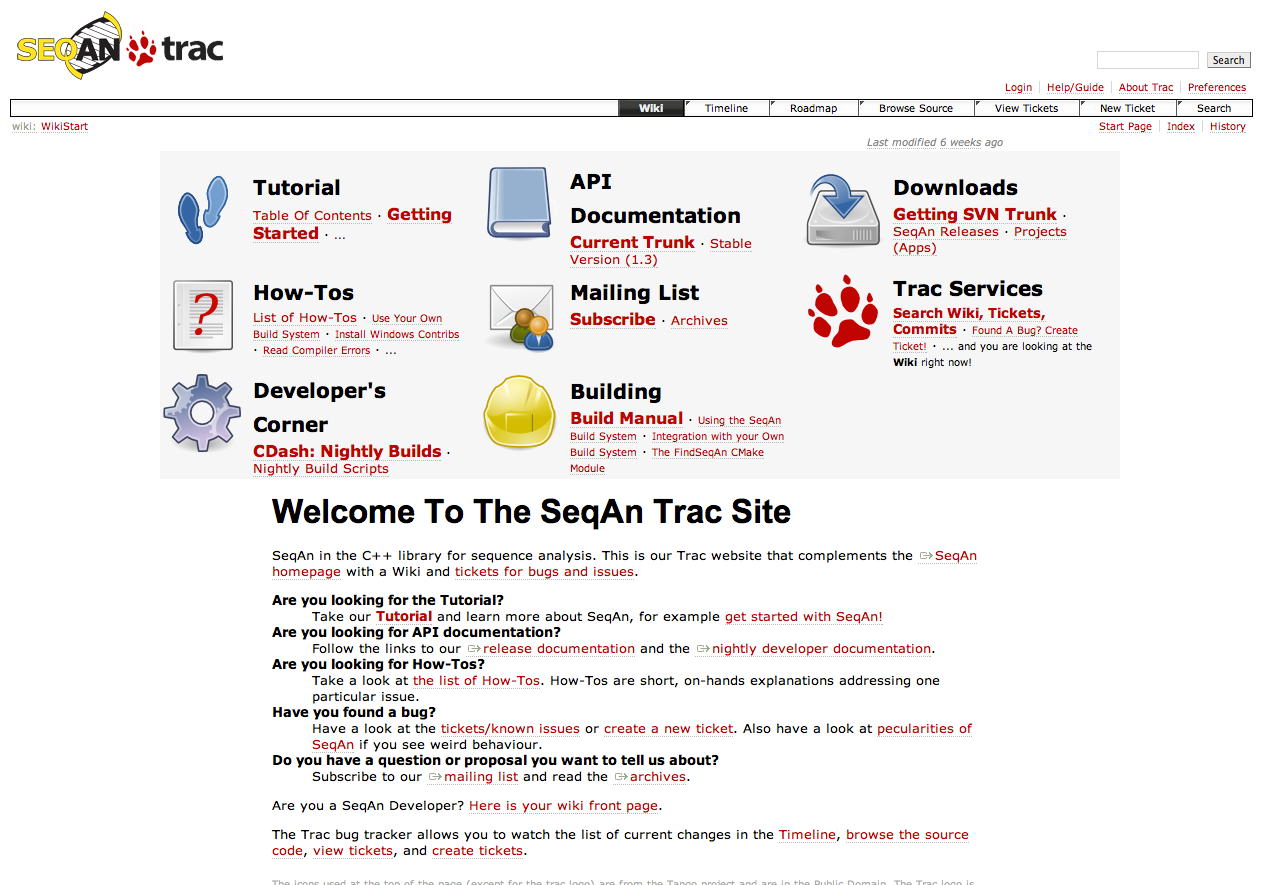 SEQAN trac
Search
Login Help/Guide About Trac Preferences
Wiki Timeline Roadmap Browse Source View Tickets New Ticket Search
wiki: WikiStart
Start Page Index History
Last modified 6 weeks ago
Tutorial
Table Of Contents · Getting
Started · ...
API
Documentation
Current Trunk · Stable
Version (1.3)
Downloads
Getting SVN Trunk ·
SeqAn Releases · Projects
(Apps)
How-Tos
List of How-Tos · Use Your Own
Build System · Install Windows Contribs
· Read Compiler Errors · ...
Mailing List
Subscribe · Archives
Trac Services
Search Wiki, Tickets,
Commits · Found A Bug? Create
Ticket! · ... and you are looking at the
Wiki right now!
Developer's
Corner
CDash: Nightly Builds ·
Nightly Build Scripts
Building
Build Manual · Using the SeqAn
Build System · Integration with your Own
Build System · The FindSeqAn CMake
Module
Welcome To The SeqAn Trac Site
SeqAn in the C++ library for sequence analysis. This is our Trac website that complements the SeqAn
homepage with a Wiki and tickets for bugs and issues.
Are you looking for the Tutorial?
Take our Tutorial and learn more about SeqAn, for example get started with SeqAn!
Are you looking for API documentation?
Follow the links to our release documentation and the nightly developer documentation.
Are you looking for How-Tos?
Take a look at the list of How-Tos. How-Tos are short, on-hands explanations addressing one
particular issue.
Have you found a bug?
Have a look at the tickets/known issues or create a new ticket. Also have a look at pecularities of
SeqAn if you see weird behaviour.
Do you have a question or proposal you want to tell us about?
Subscribe to our mailing list and read the archives.
Are you a SeqAn Developer? Here is your wiki front page.
The Trac bug tracker allows you to watch the list of current changes in the Timeline, browse the source
code, view tickets, and create tickets.
The icons used at the top of the page (except for the trac logo) are from the Tango project and are in the Public Domain. The Trac logo is